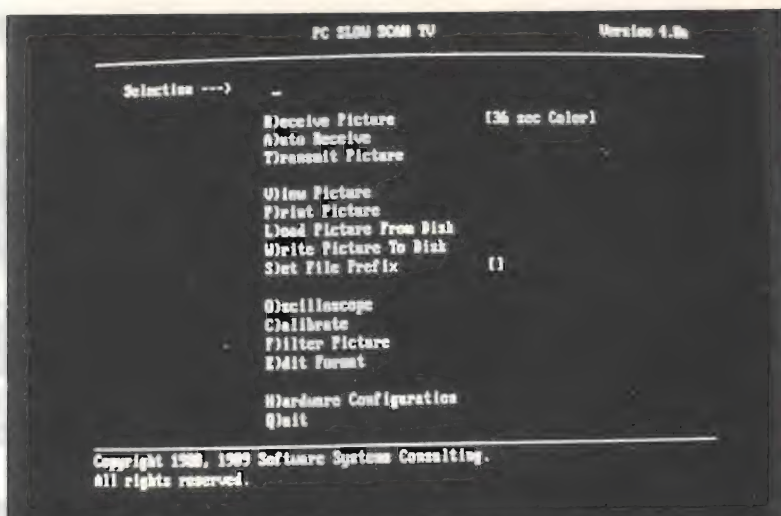 PC SLOW SCAN TV Version 4.0a
Selection --->
R)eceive Picture [36 sec Color]
A)uto Receive
T)ransmit Picture
V)iew Picture
P)rint Picture
L)oad Picture From Disk
W)rite Picture To Disk
S)et File Prefix []
O)scilloscope
C)alibrate
F)ilter Picture
E)dit Format
H)ardware Configuration
Q)uit
Copyright 1988, 1989 Software Systems Consulting.
All rights reserved.